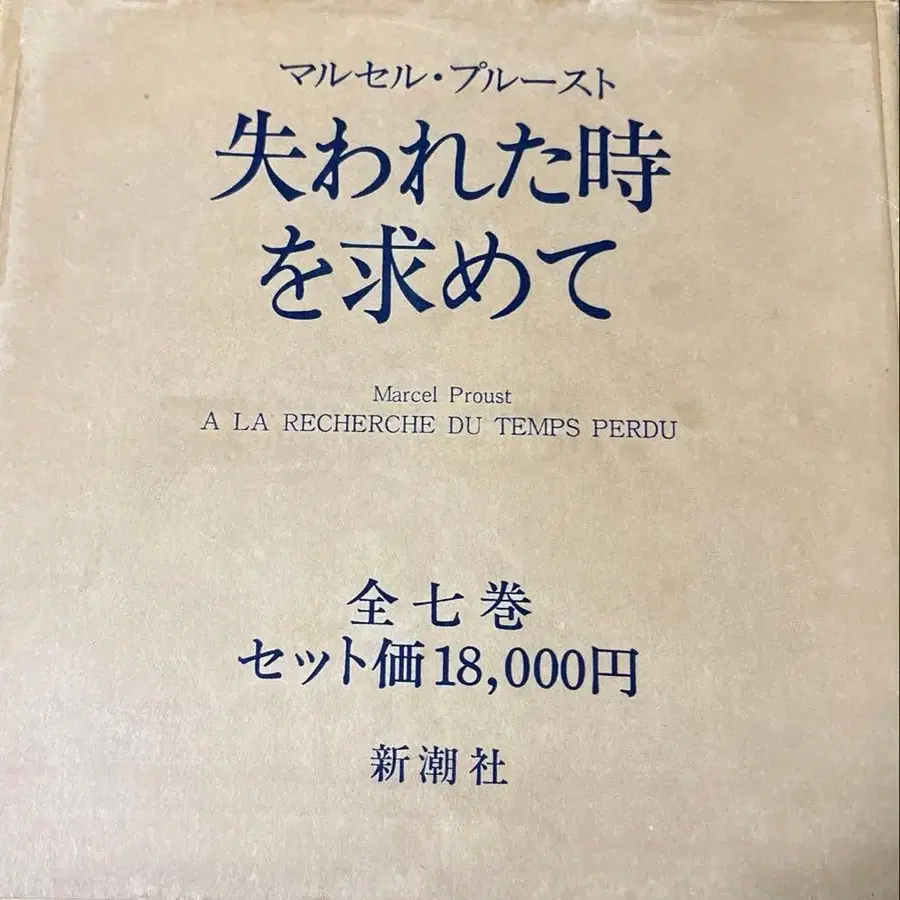 マルセル・プルースト
失われた時
を求めて
Marcel Proust
A LA RECHERCHE DU TEMPS PERDU
全七巻
セット価18,000円
新潮社